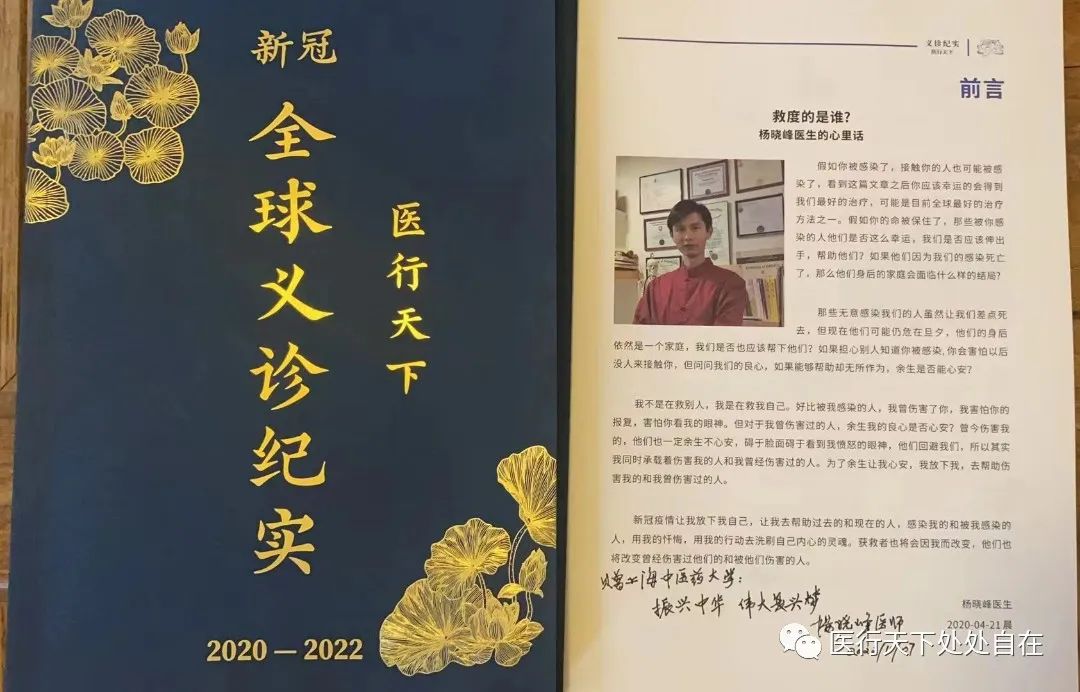 新冠
全球义诊纪实
医行天下
2020 — 2022
义诊纪实
医行天下
前言
救度的是谁?
杨晓峰医生的心里话
假如你被感染了，接触你的人也可能被感
染了，看到这篇文章之后你应该幸运的会得到
我们最好的治疗，可能是目前全球最好的治疗
方法之一。假如你的命被保住了，那些被你感
染的人他们是否这么幸运，我们是否应该伸出
手，帮助他们？如果他们因为我们的感染死亡
了，那么他们身后的家庭会面临什么样的结局？
那些无意感染我们的人虽然让我们差点死
去，但现在他们可能仍危在旦夕，他们的身后
依然是一个家庭，我们是否也应该帮下他们？如果担心别人知道你被感染，你会害怕以后
没人来接触你，但问问我们的良心，如果能够帮助却无所作为，余生是否能心安？
我不是在救别人，我是在救我自己。好比被我感染的人，我曾伤害了你，我害怕你的
报复，害怕你看我的眼神。但对于我曾伤害过的人，余生我的良心是否心安？曾今伤害我
的，他们也一定余生不心安，碍于脸面碍于看到我愤怒的眼神，他们回避我们，所以其实
我同时承载着伤害我的人和我曾经伤害过的人。为了余生让我心安，我放下我，去帮助伤
害我的和我曾伤害过的人。
新冠疫情让我放下我自己，让我去帮助过去的和现在的人，感染我的和被我感染的
人，用我的忏悔，用我的行动去洗刷自己内心的灵魂。获救者也将会因我而改变，他们也
将改变曾经伤害过他们的和被他们伤害的人。
赠上海中医药大学：
振兴中华 伟大复兴梦
杨晓峰医师
杨晓峰医生
2020-04-21 晨
医行天下处处自在